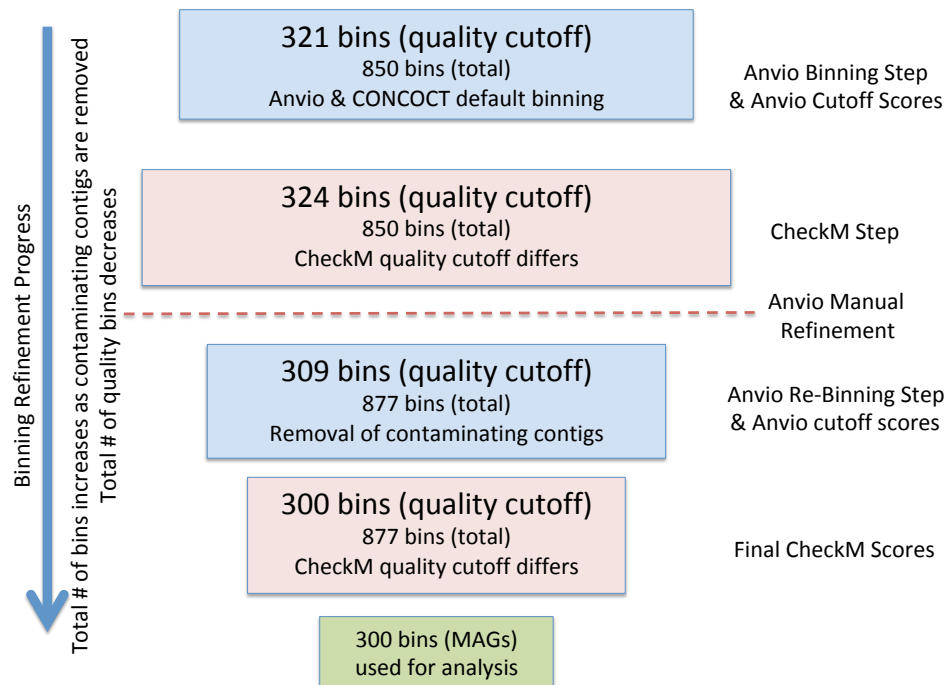 Binning Refinement Progress
Total # of bins increases as contaminating contigs are removed
Total # of quality bins decreases
321 bins (quality cutoff)
850 bins (total)
Anvio & CONCOCT default binning
Anvio Binning Step
& Anvio Cutoff Scores
324 bins (quality cutoff)
850 bins (total)
CheckM quality cutoff differs
CheckM Step
Anvio Manual
Refinement
309 bins (quality cutoff)
877 bins (total)
Removal of contaminating contigs
Anvio Re-Binning Step
& Anvio cutoff scores
300 bins (quality cutoff)
877 bins (total)
CheckM quality cutoff differs
Final CheckM Scores
300 bins (MAGs)
used for analysis